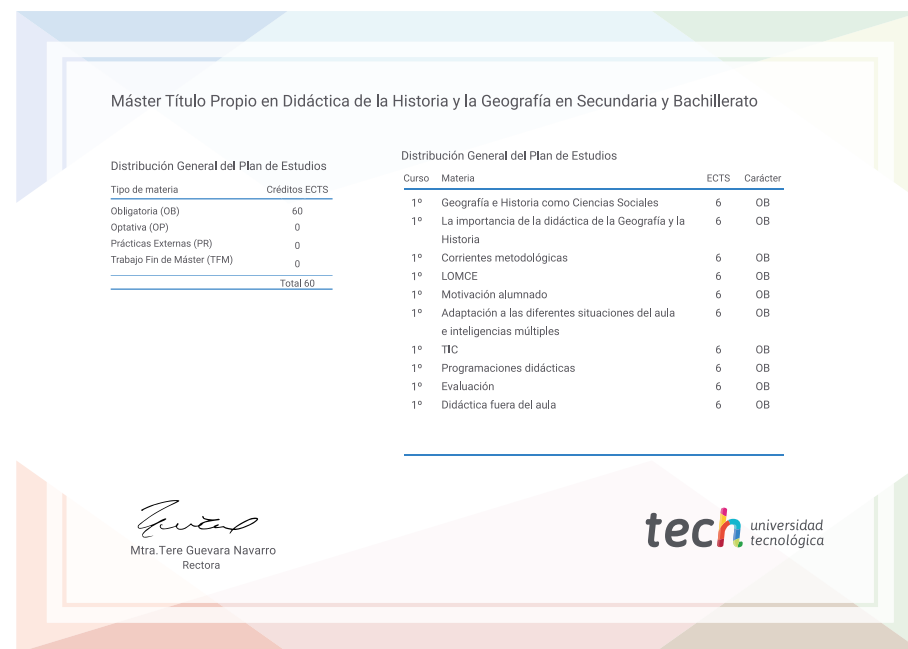 Máster Título Propio en Didáctica de la Historia y la Geografía en Secundaria y Bachillerato
Distribución General del Plan de Estudios
Tipo de materia Créditos ECTS
Obligatoria (OB) 60
Optativa (OP) 0
Prácticas Externas (PR) 0
Trabajo Fin de Máster (TFM) 0
Total 60
Distribución General del Plan de Estudios
Curso Materia ECTS Carácter
1º Geografía e Historia como Ciencias Sociales 6 OB
1º La importancia de la didáctica de la Geografía y la 6 OB
Historia
1º Corrientes metodológicas 6 OB
1º LOMCE 6 OB
1º Motivación alumnado 6 OB
1º Adaptación a las diferentes situaciones del aula 6 OB
e inteligencias múltiples
1º TIC 6 OB
1º Programaciones didácticas 6 OB
1º Evaluación 6 OB
1º Didáctica fuera del aula 6 OB
Mtra.Tere Guevara Navarro
Rectora
tech universidad
tecnológica